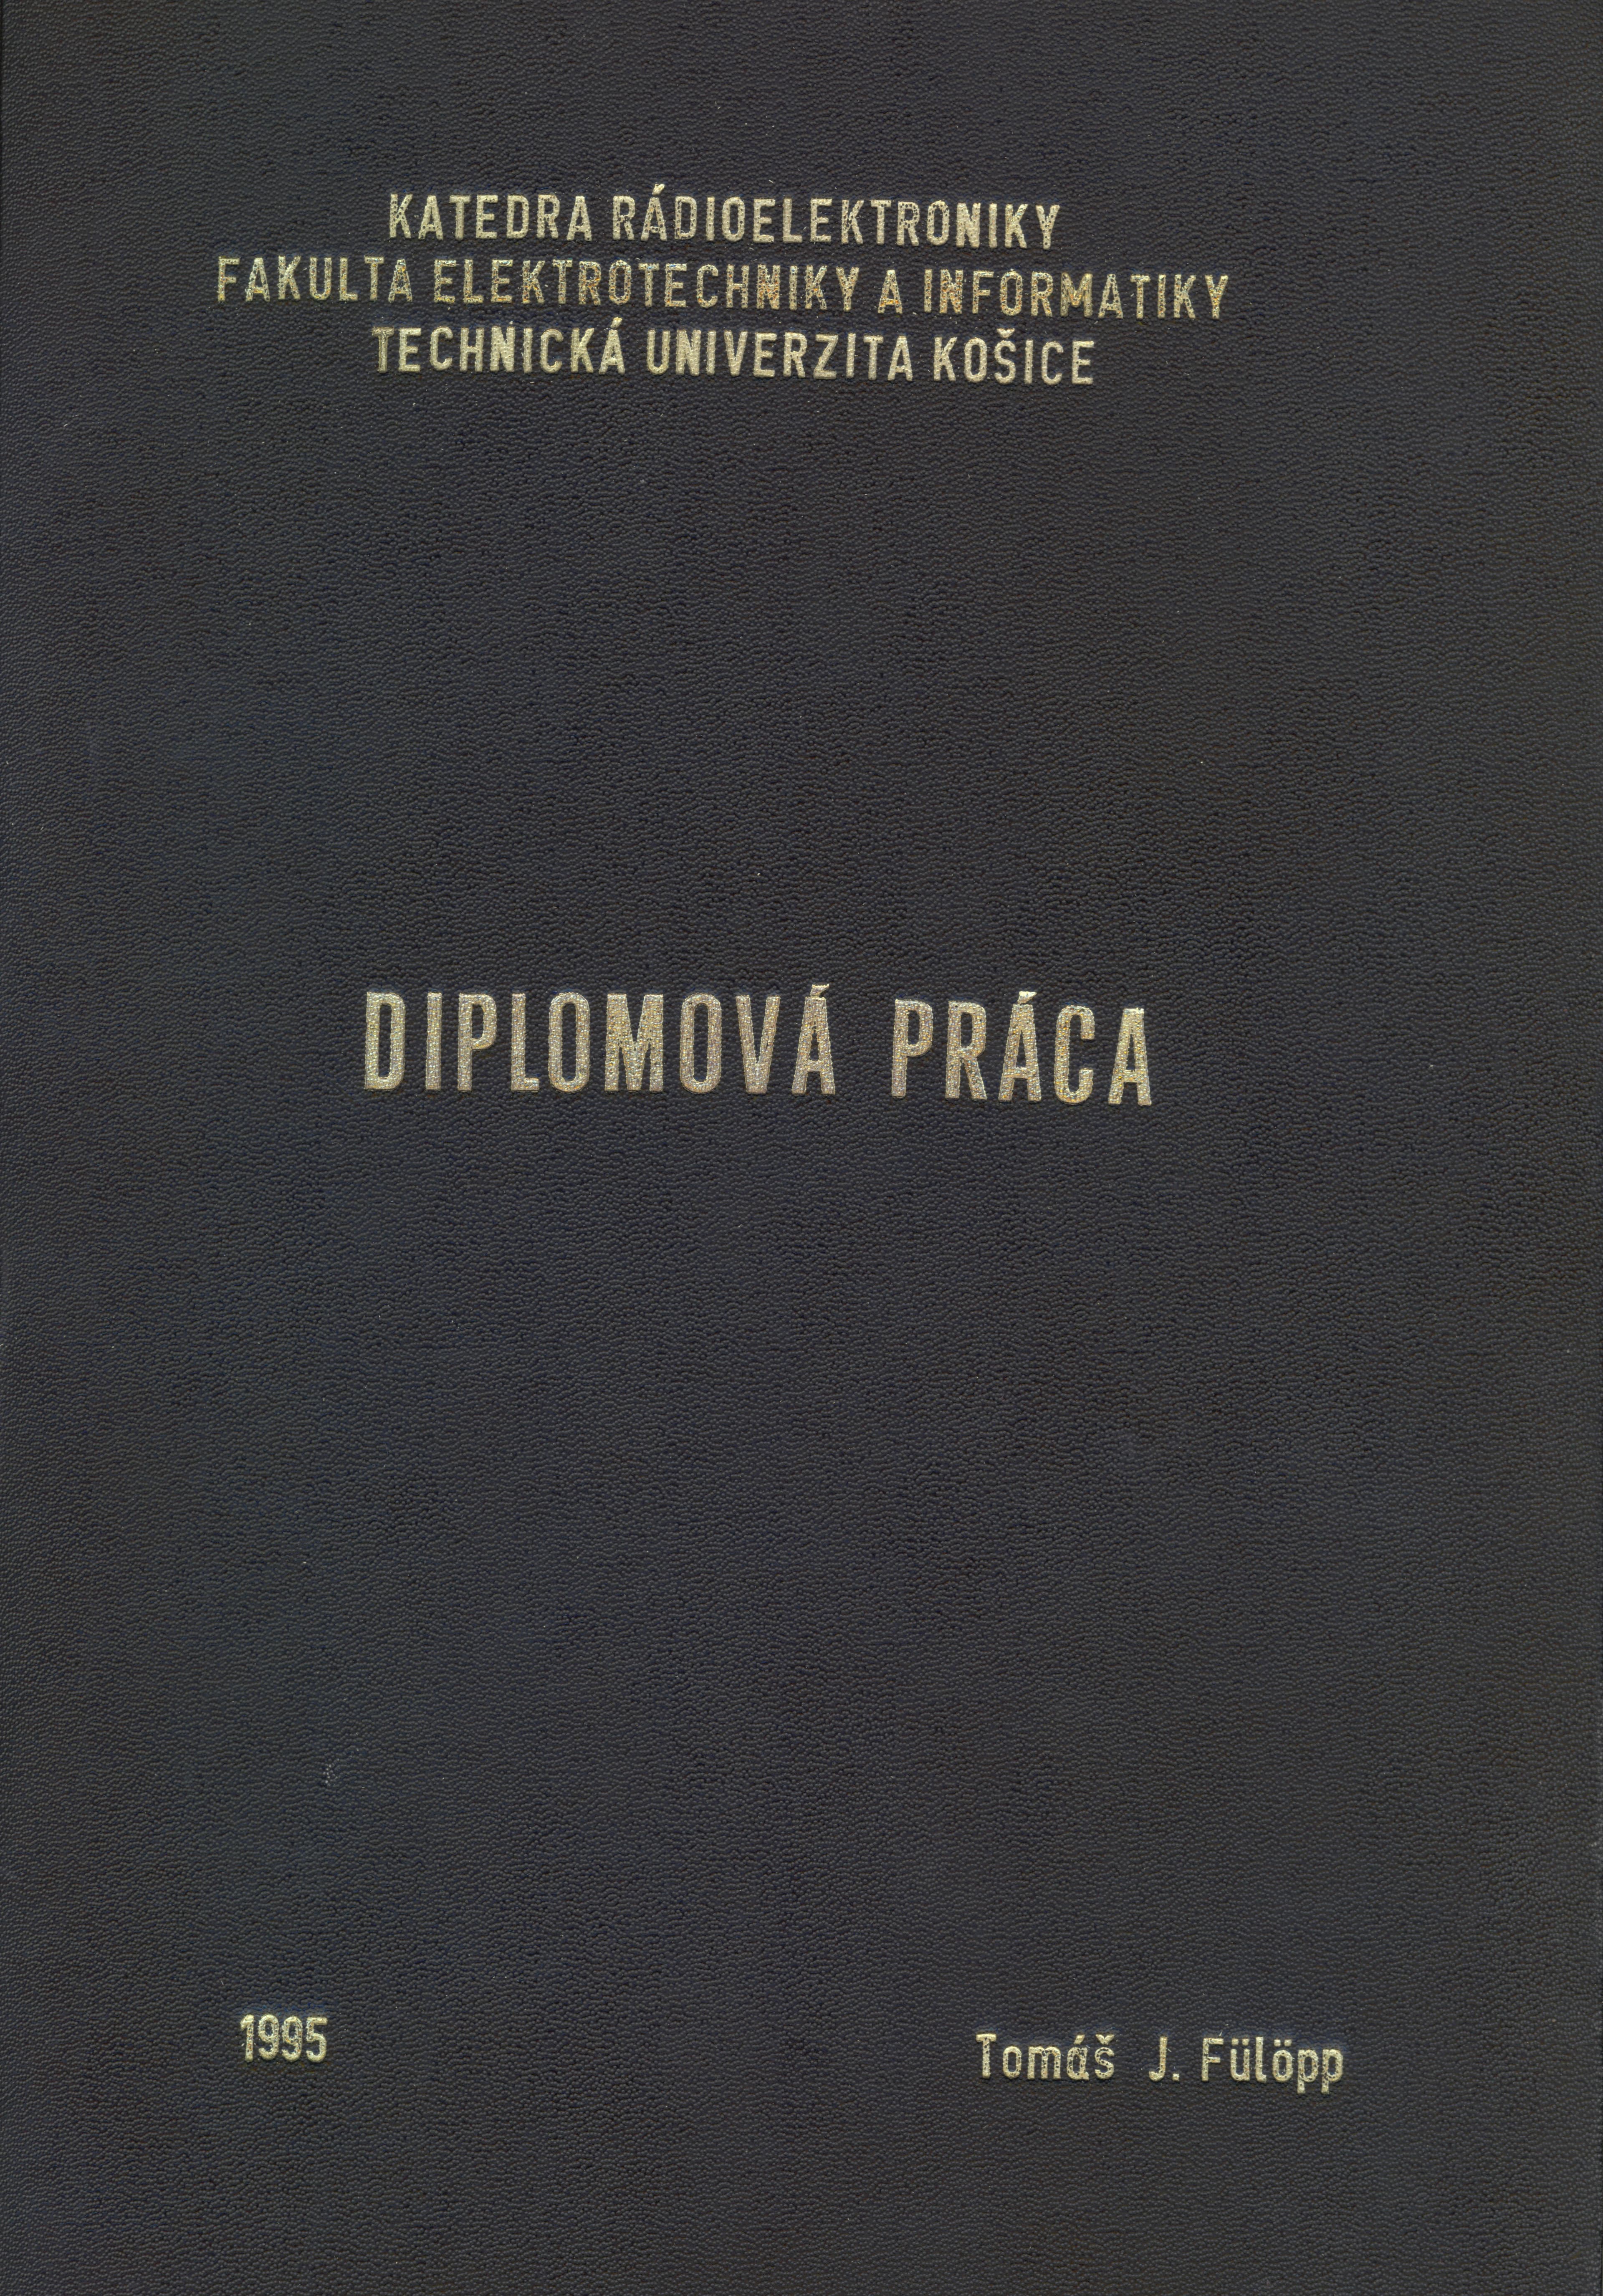 KATEDRA RÁDIOELEKTRONIKY
FAKULTA ELEKTROTECHNIKY A INFORMATIKY
TECHNICKÁ UNIVERZITA KOŠICE
DIPLOMOVÁ PRÁCA
1995
Tomáš J. Fülöpp